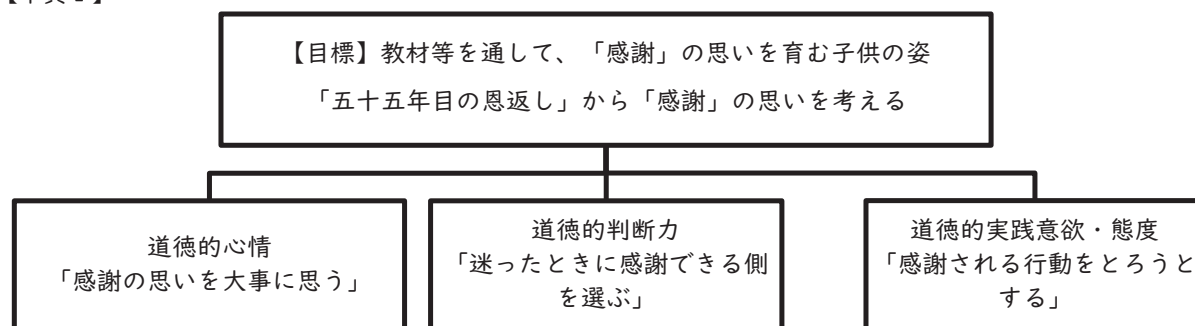 【目標】教材等を通して、「感謝」の思いを育む子供の姿
「五十五年目の恩返し」から「感謝」の思いを考える
道徳的心情
「感謝の思いを大事に思う」
道徳的判断力
「迷ったときに感謝できる側
を選ぶ」
道徳的実践意欲・態度
「感謝される行動をとろうと
する」